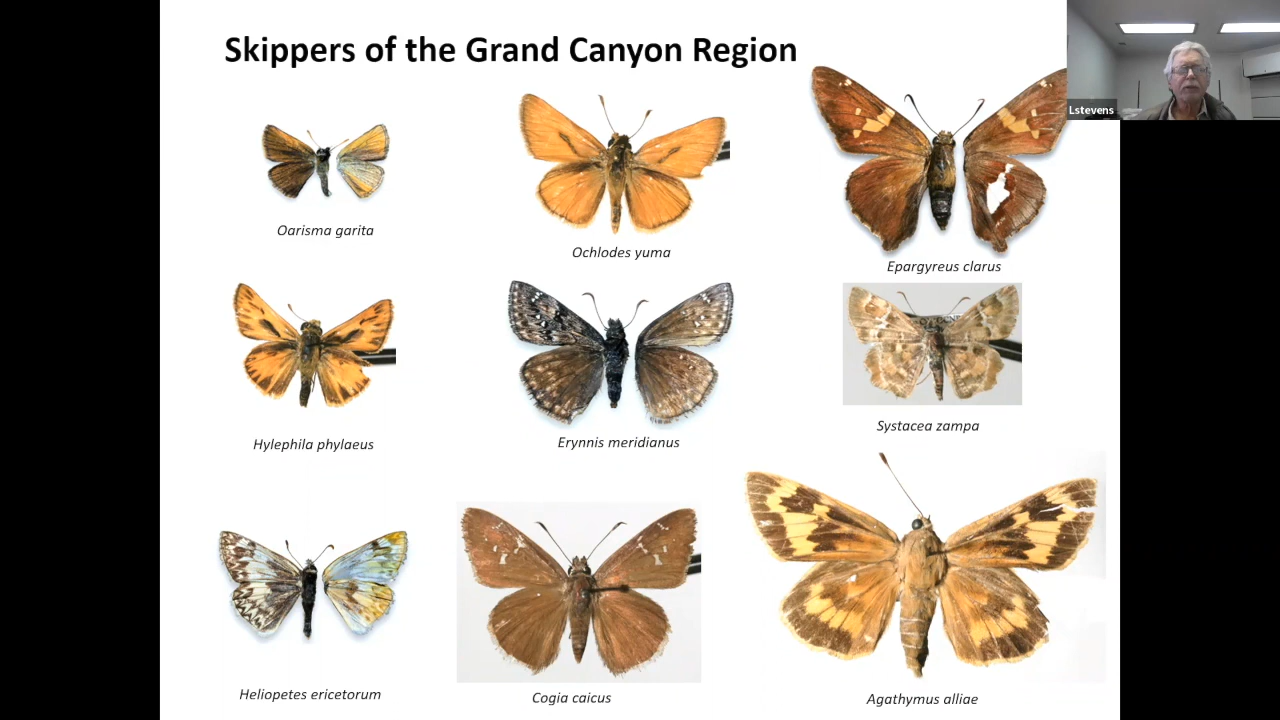 Skippers of the Grand Canyon Region
Lstevens
Oarisma garita
Ochlodes yuma
Epargyreus clarus
Hylephila phylaeus
Erynnis meridianus
Systacea zampa
Heliopetes ericetorum
Cogia caicus
Agathymus alliae